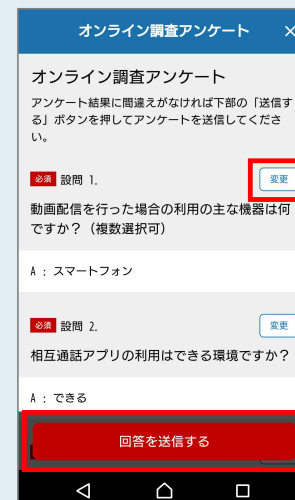 オンライン調査アンケート ×
オンライン調査アンケート
アンケート結果に間違えがなければ下部の「送信す
る」ボタンを押してアンケートを送信してくださ
い。
必須 設問 1.
変更
動画配信を行った場合の利用の主な機器は何
ですか？（複数選択可）
A : スマートフォン
必須 設問 2.
変更
相互通話アプリの利用はできる環境ですか？
A : できる
回答を送信する